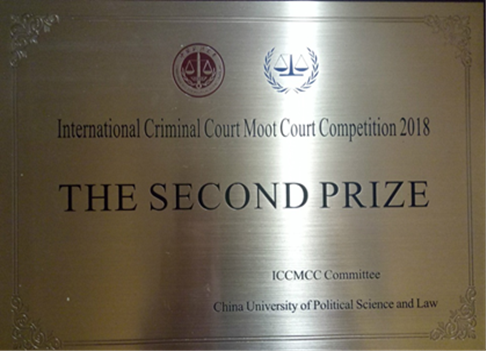 International Criminal Court Moot Court Competition 2018
THE SECOND PRIZE
ICCMCC Committee
China University of Political Science and Law